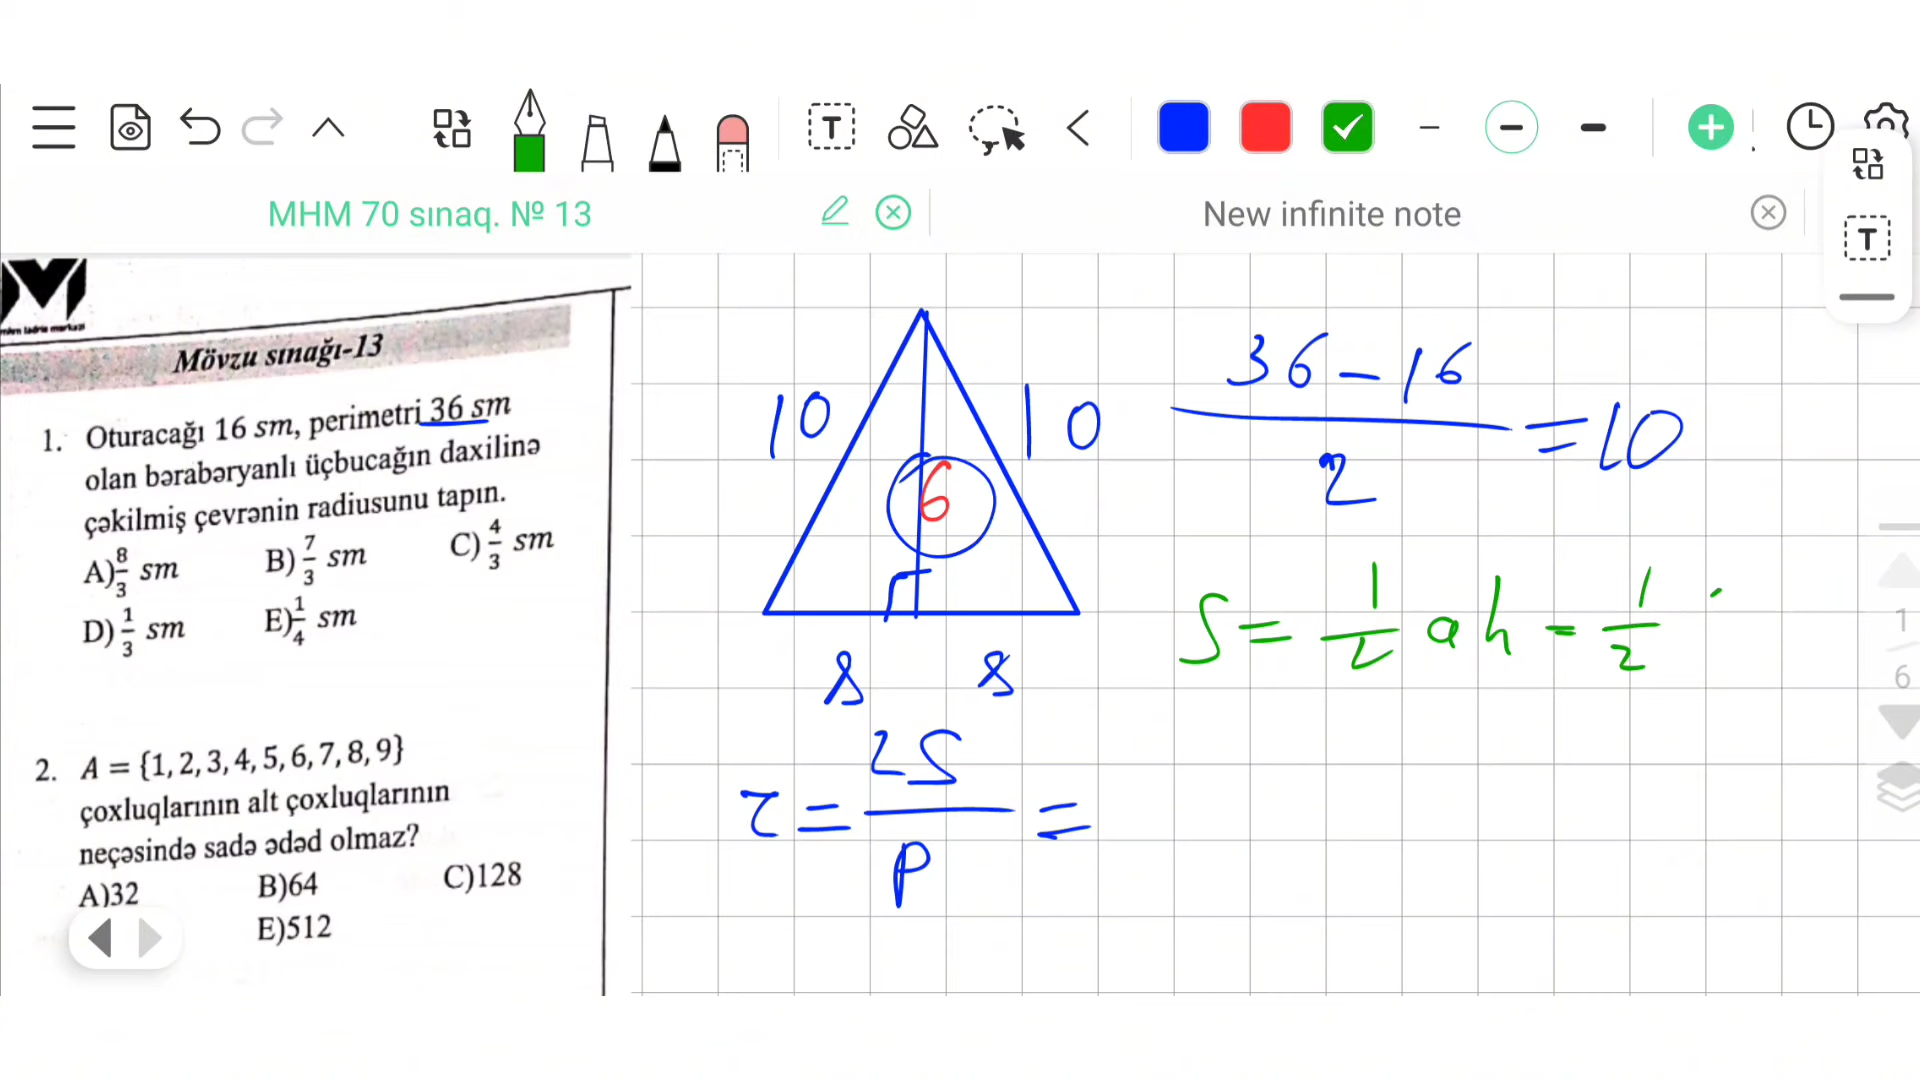 T
MHM 70 sınaq. № 13
New infinite note
T
Mövzu sınağı-13
1. Oturacağı 16 sm, perimetri 36 sm
olan bərabəryanlı üçbucağın daxilinə
çəkilmiş çevrənin radiusunu tapın.
A) 8/3 sm B) 7/3 sm C) 4/3 sm
D) 1/3 sm E) 1/4 sm
2. A = {1, 2, 3, 4, 5, 6, 7, 8, 9}
çoxluqlarının alt çoxluqlarının
neçəsində sadə ədəd olmaz?
A)32 B)64 C)128
E)512
10 10
6
8 8
r = 2S/P =
(36 - 16)/2 = 10
S = 1/2 ah = 1/2 ·
1
6